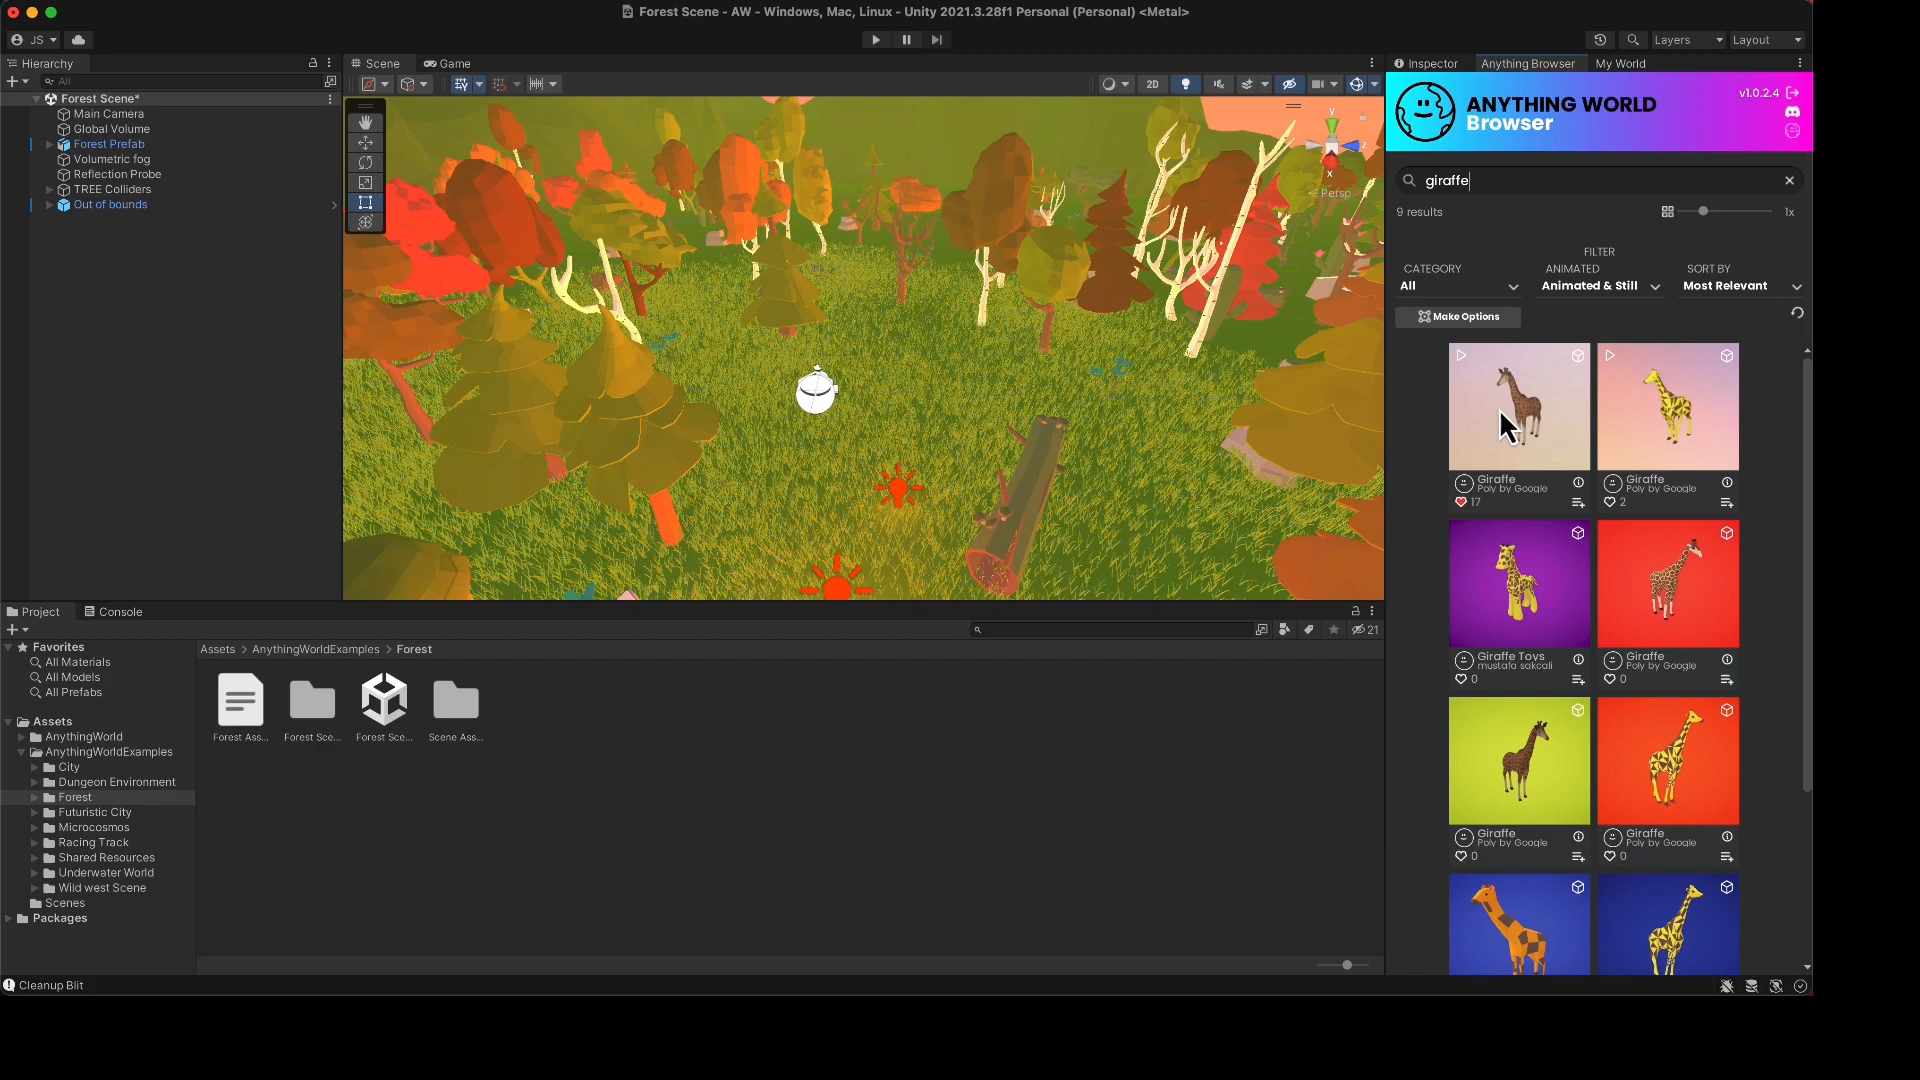 Forest Scene - AW - Windows, Mac, Linux - Unity 2021.3.28f1 Personal (Personal) <Metal>
JS
Layers
Layout
Hierarchy
All
Forest Scene*
Main Camera
Global Volume
Forest Prefab
Volumetric fog
Reflection Probe
TREE Colliders
Out of bounds
Scene
Game
2D
y
z
x
Persp
Inspector
Anything Browser
My World
ANYTHING WORLD
Browser
v1.0.2.4
giraffe
9 results
1x
FILTER
CATEGORY
ANIMATED
SORT BY
All
Animated & Still
Most Relevant
Make Options
Giraffe
Poly by Google
17
Giraffe
Poly by Google
2
Giraffe Toys
mustafa sakcali
0
Giraffe
Poly by Google
0
Giraffe
Poly by Google
0
Giraffe
Poly by Google
0
Project
Console
21
Favorites
All Materials
All Models
All Prefabs
Assets
AnythingWorld
AnythingWorldExamples
City
Dungeon Environment
Forest
Futuristic City
Microcosmos
Racing Track
Shared Resources
Underwater World
Wild west Scene
Scenes
Packages
Assets > AnythingWorldExamples > Forest
Forest Ass...
Forest Sce...
Forest Sce...
Scene Ass...
Cleanup Blit